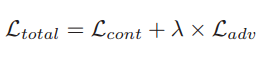 ℒ_total = ℒ_cont + λ × ℒ_adv